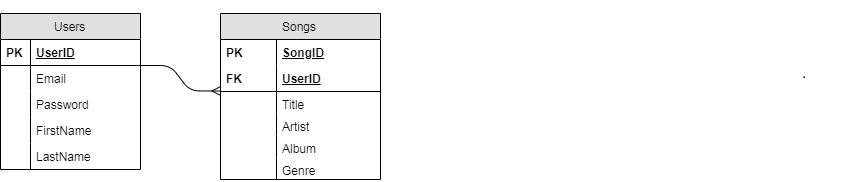 Users
PK UserID
Email
Password
FirstName
LastName
Songs
PK SongID
FK UserID
Title
Artist
Album
Genre
.